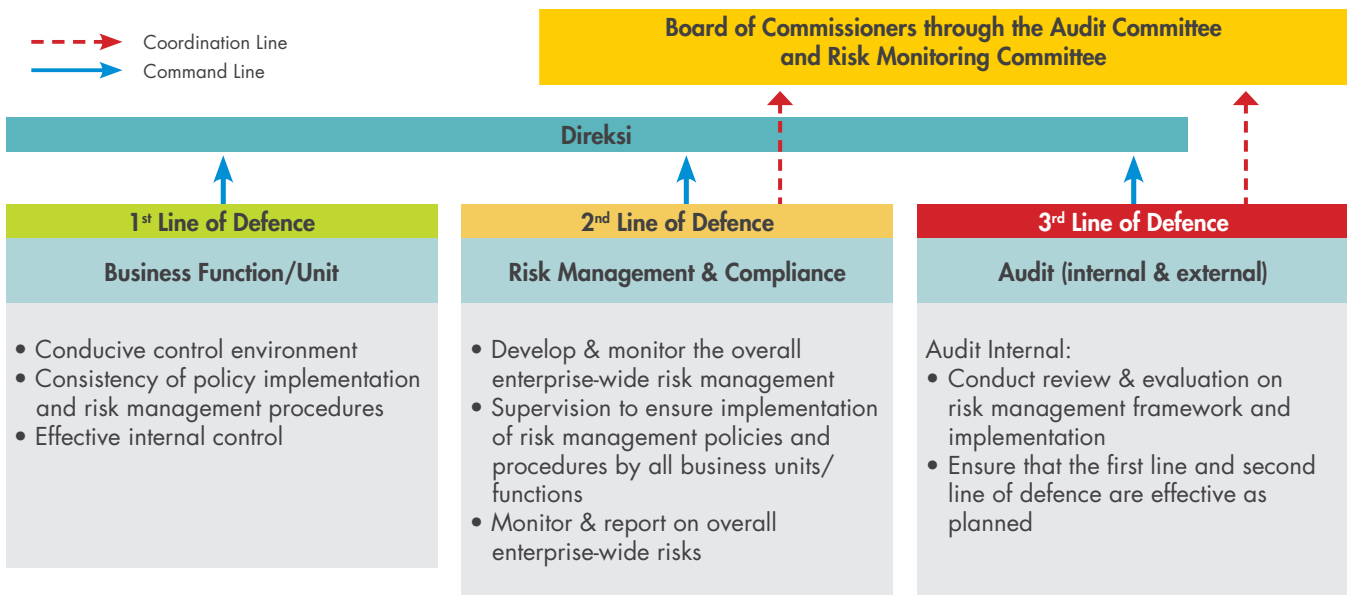 Coordination Line
Command Line
Board of Commissioners through the Audit Committee
and Risk Monitoring Committee
Direksi
1st Line of Defence
Business Function/Unit
• Conducive control environment
• Consistency of policy implementation
and risk management procedures
• Effective internal control
2nd Line of Defence
Risk Management & Compliance
• Develop & monitor the overall
enterprise-wide risk management
• Supervision to ensure implementation
of risk management policies and
procedures by all business units/
functions
• Monitor & report on overall
enterprise-wide risks
3rd Line of Defence
Audit (internal & external)
Audit Internal:
• Conduct review & evaluation on
risk management framework and
implementation
• Ensure that the first line and second
line of defence are effective as
planned